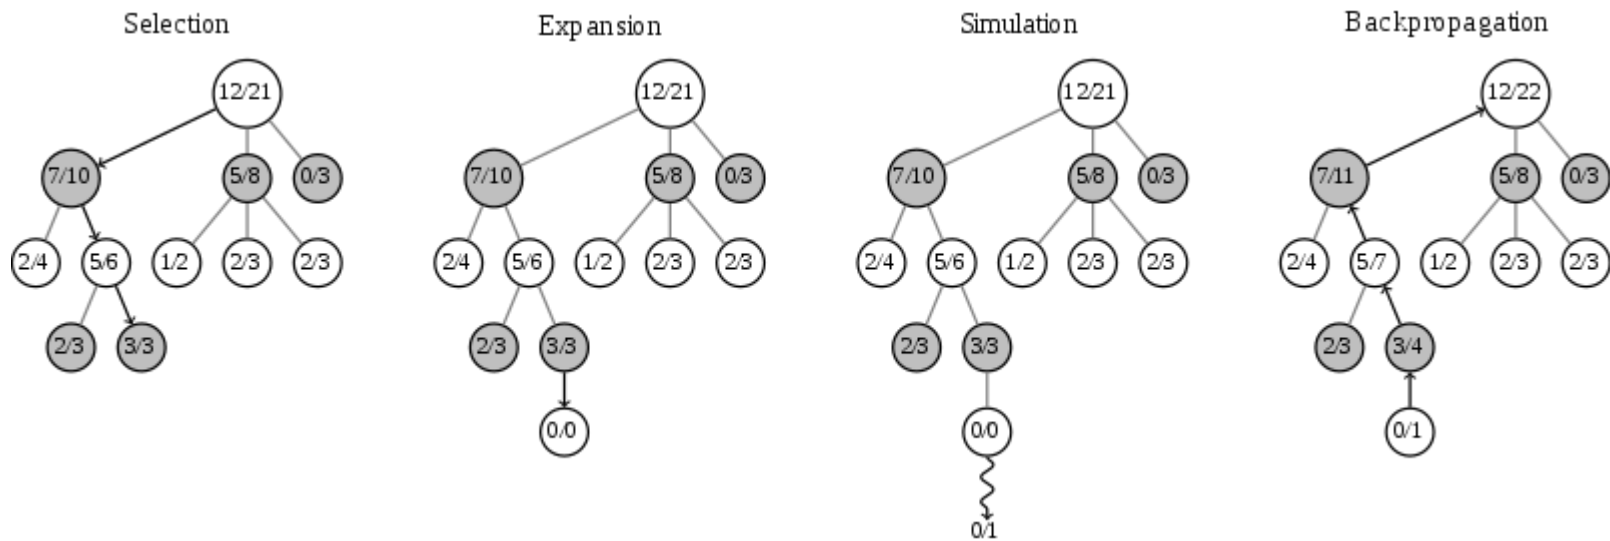 Selection Expansion Simulation Backpropagation
12/21 12/21 12/21 12/22
7/10 5/8 0/3 7/10 5/8 0/3 7/10 5/8 0/3 7/11 5/8 0/3
2/4 5/6 1/2 2/3 2/3 2/4 5/6 1/2 2/3 2/3 2/4 5/6 1/2 2/3 2/3 2/4 5/7 1/2 2/3 2/3
2/3 3/3 2/3 3/3 2/3 3/3 2/3 3/4
0/0 0/0 0/1
0/1